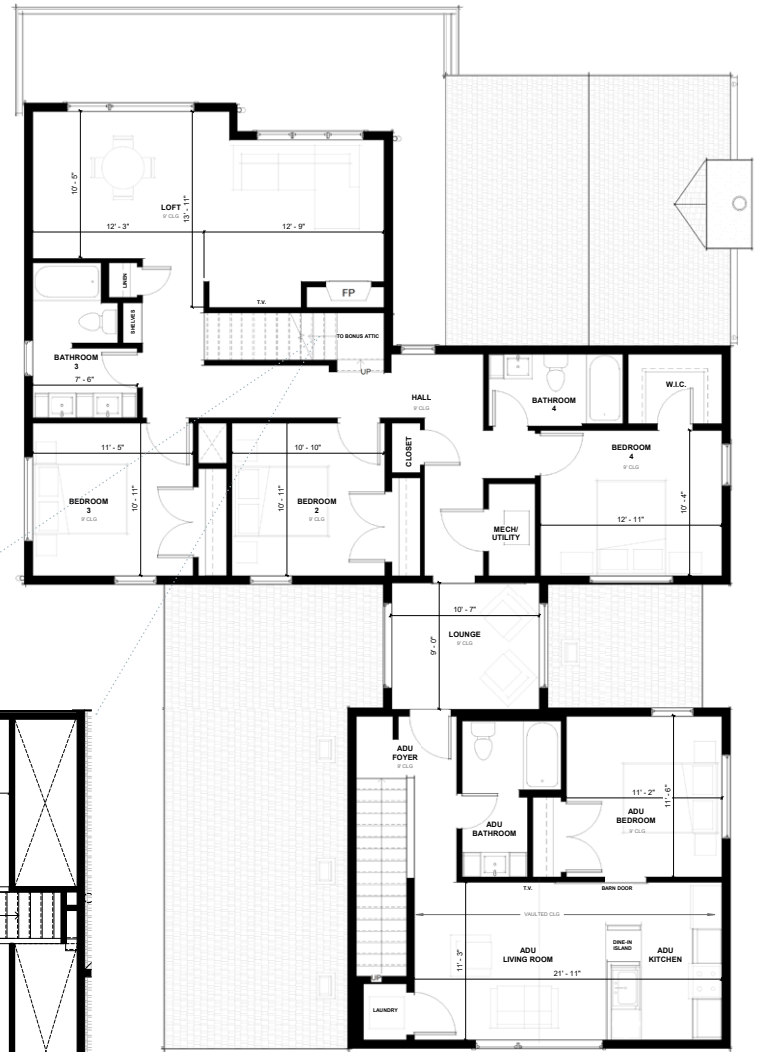 10' - 5"
LOFT
9' CLG
13' - 11"
12' - 3"
12' - 9"
LINEN
T.V.
FP
SHELVES
TO BONUS ATTIC
BATHROOM
3
7' - 6"
UP
HALL
9' CLG
BATHROOM
4
W.I.C.
11' - 5"
10' - 10"
CLOSET
BEDROOM
4
9' CLG
BEDROOM
3
9' CLG
10' - 11"
10' - 11"
BEDROOM
2
9' CLG
MECH/
UTILITY
12' - 11"
10' - 4"
10' - 7"
LOUNGE
9' CLG
9' - 0"
ADU
FOYER
9' CLG
ADU
BATHROOM
11' - 2"
11' - 6"
ADU
BEDROOM
9' CLG
T.V.
BARN DOOR
VAULTED CLG
11' - 3"
ADU
LIVING ROOM
DINE-IN
ISLAND
ADU
KITCHEN
21' - 11"
UP
LAUNDRY